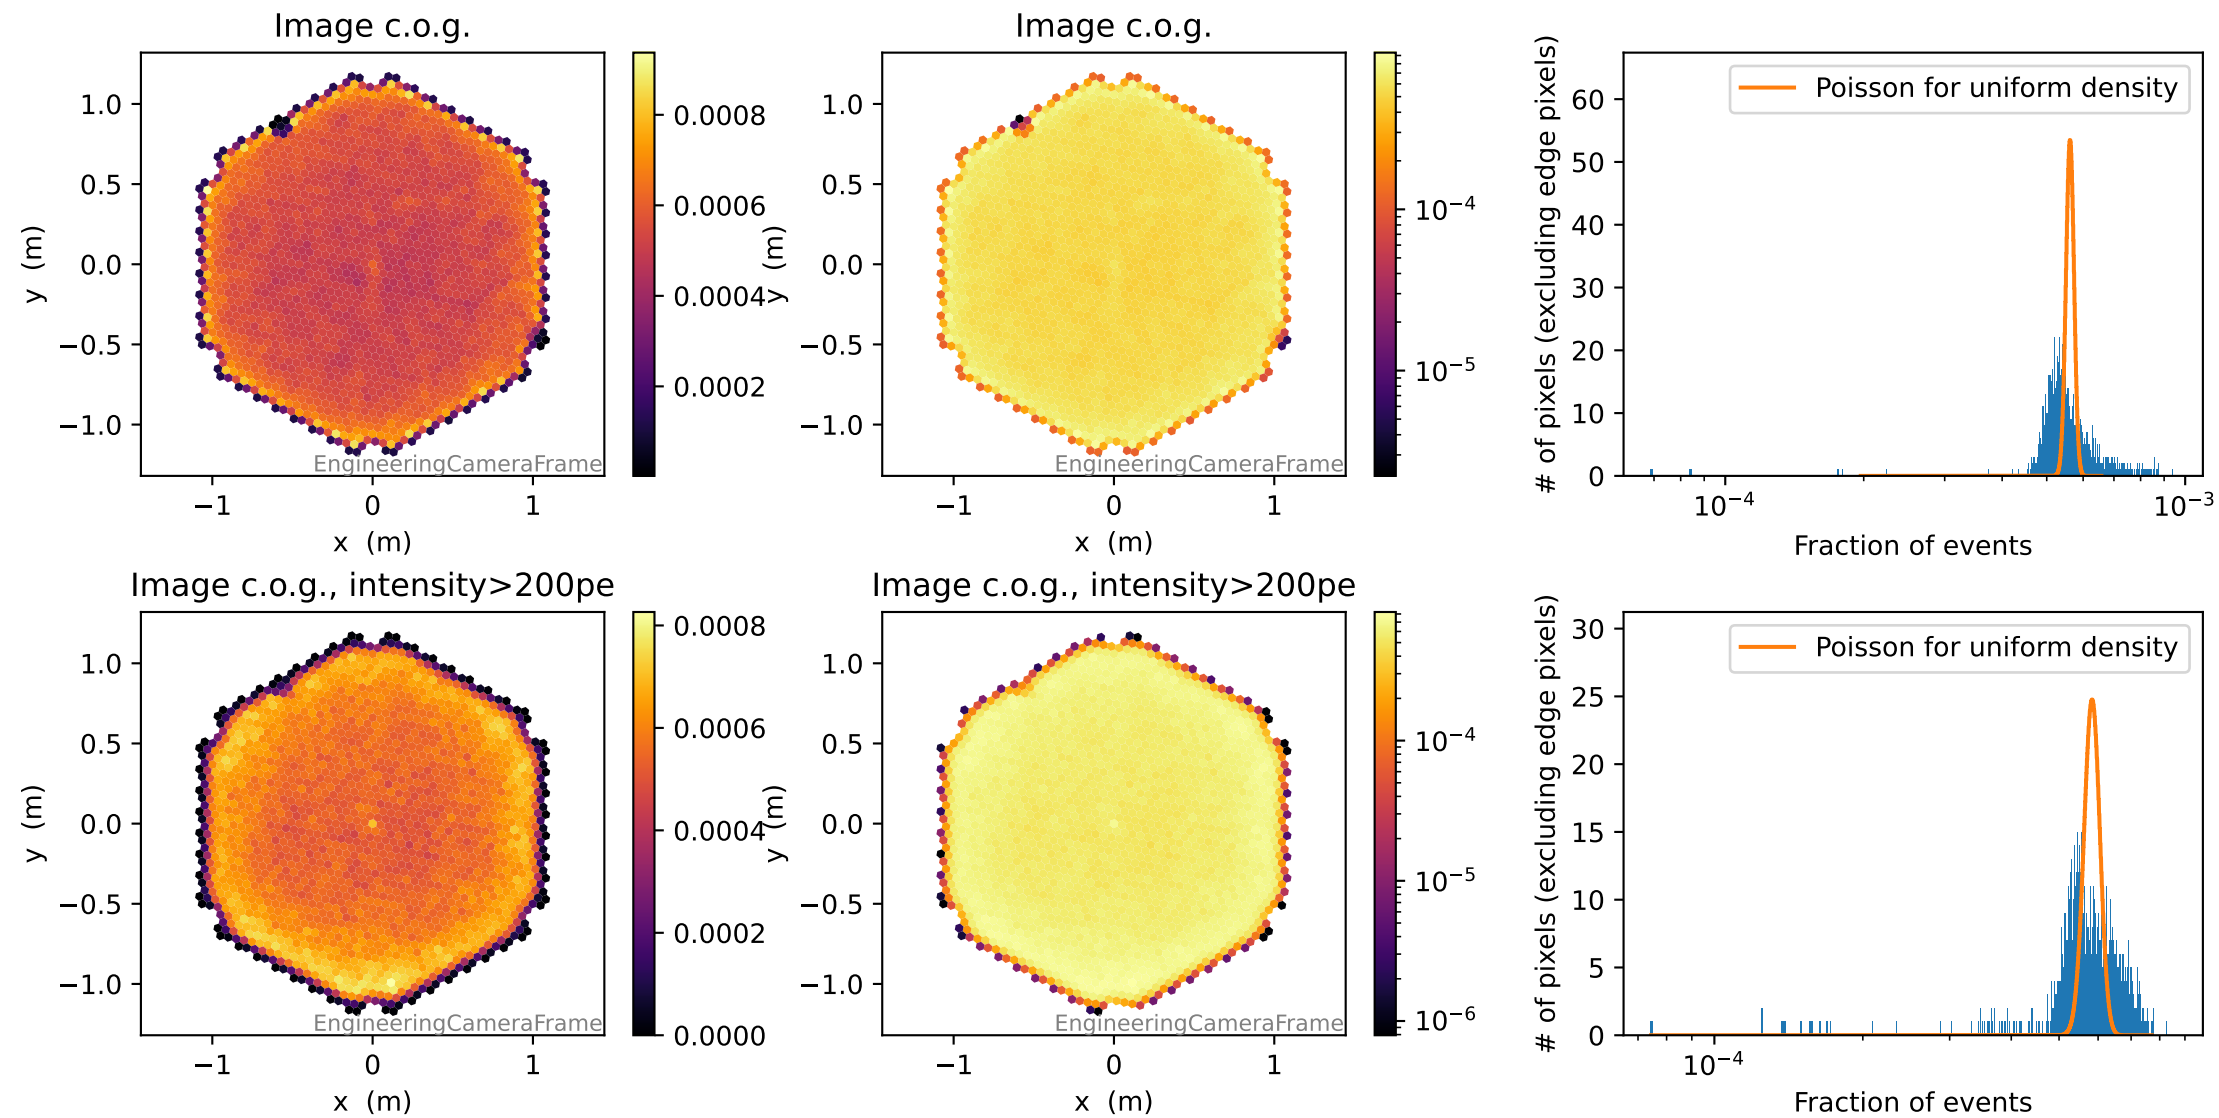 Image c.o.g.
1.0
0.5
0.0
−0.5
−1.0
y (m)
−1
0
1
x (m)
EngineeringCameraFrame
0.0008
0.0006
0.0004
0.0002
Image c.o.g.
1.0
0.5
0.0
−0.5
−1.0
y (m)
−1
0
1
x (m)
EngineeringCameraFrame
10⁻⁴
10⁻⁵
# of pixels (excluding edge pixels)
60
50
40
30
20
10
0
Poisson for uniform density
10⁻⁴
10⁻³
Fraction of events
Image c.o.g., intensity>200pe
1.0
0.5
0.0
−0.5
−1.0
y (m)
−1
0
1
x (m)
EngineeringCameraFrame
0.0008
0.0006
0.0004
0.0002
0.0000
Image c.o.g., intensity>200pe
1.0
0.5
0.0
−0.5
−1.0
y (m)
−1
0
1
x (m)
EngineeringCameraFrame
10⁻⁴
10⁻⁵
10⁻⁶
# of pixels (excluding edge pixels)
30
25
20
15
10
5
0
Poisson for uniform density
10⁻⁴
Fraction of events